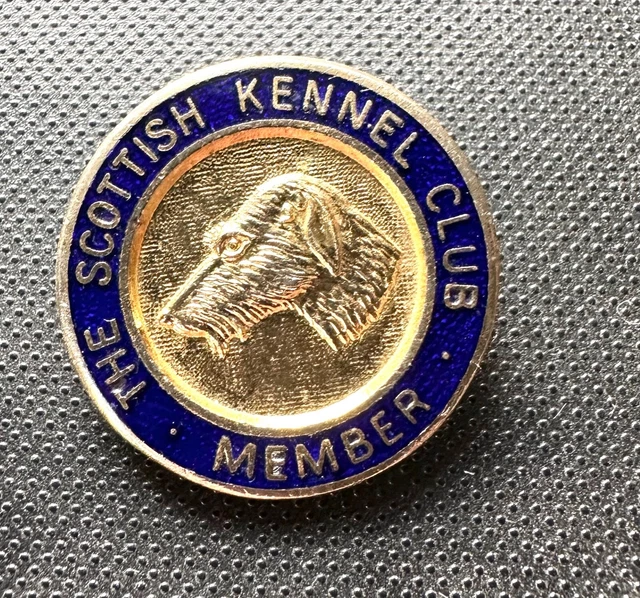 THE SCOTTISH KENNEL CLUB
· MEMBER ·